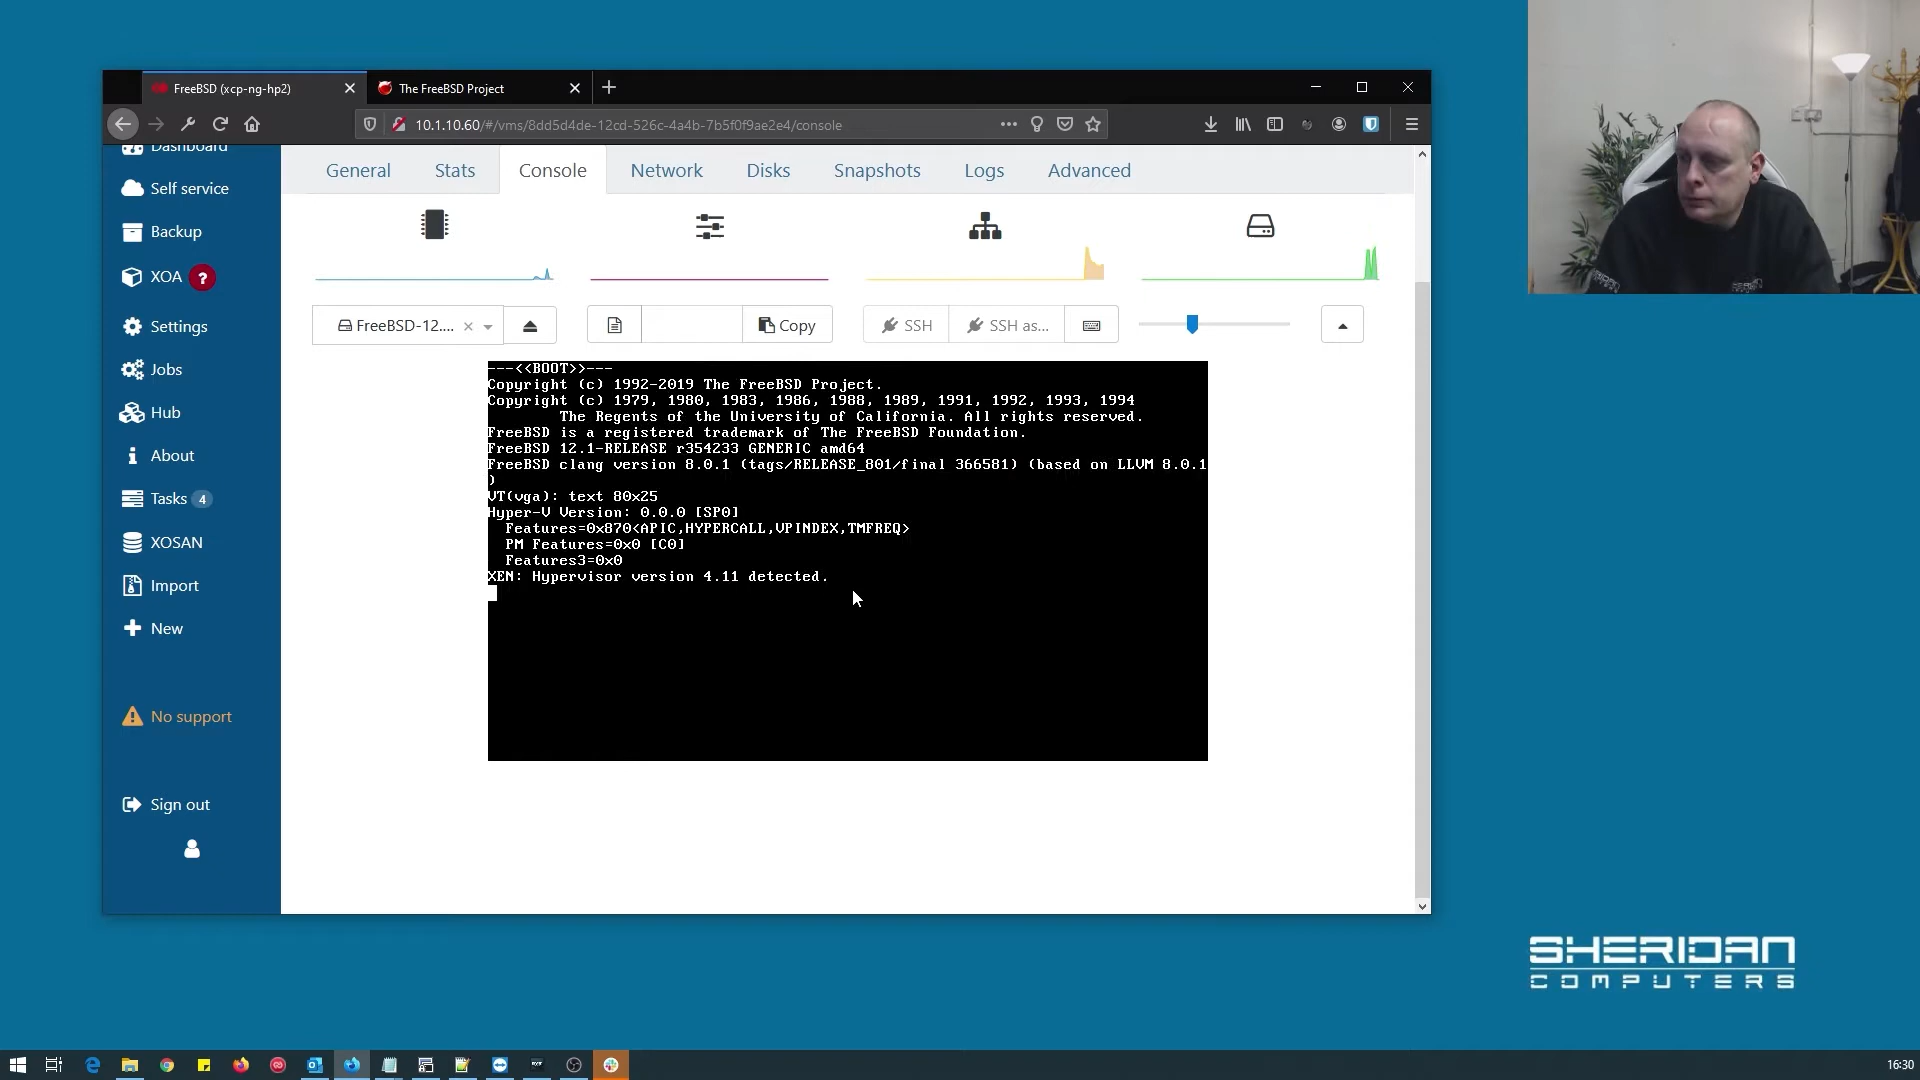 FreeBSD (xcp-ng-hp2)
The FreeBSD Project
10.1.10.60/#/vms/8dd5d4de-12cd-526c-4a4b-7b5f0f9ae2e4/console
Dashboard
Self service
Backup
XOA ?
Settings
Jobs
Hub
About
Tasks 4
XOSAN
Import
New
No support
Sign out
General Stats Console Network Disks Snapshots Logs Advanced
FreeBSD-12.... Copy SSH SSH as...
---<<BOOT>>---
Copyright (c) 1992-2019 The FreeBSD Project.
Copyright (c) 1979, 1980, 1983, 1986, 1988, 1989, 1991, 1992, 1993, 1994
The Regents of the University of California. All rights reserved.
FreeBSD is a registered trademark of The FreeBSD Foundation.
FreeBSD 12.1-RELEASE r354233 GENERIC amd64
FreeBSD clang version 8.0.1 (tags/RELEASE_801/final 366581) (based on LLVM 8.0.1
)
VT(vga): text 80x25
Hyper-V Version: 0.0.0 [SP0]
Features=0x870<APIC,HYPERCALL,VPINDEX,TMFREQ>
PM Features=0x0 [C0]
Features3=0x0
XEN: Hypervisor version 4.11 detected.
SHERIDAN
COMPUTERS
16:30